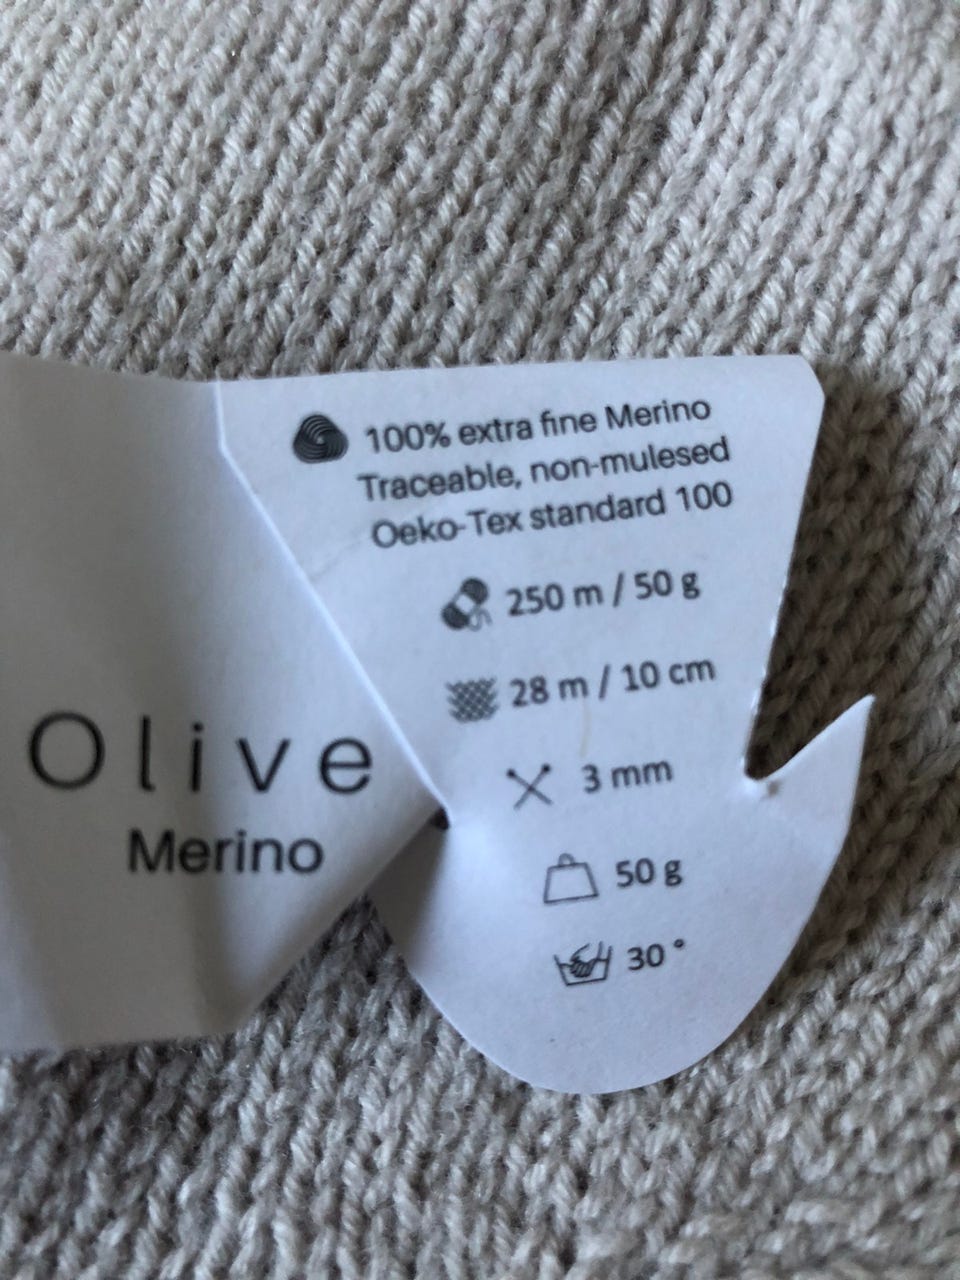 Olive
Merino
100% extra fine Merino
Traceable, non-mulesed
Oeko-Tex standard 100
250 m / 50 g
28 m / 10 cm
3 mm
50 g
30°